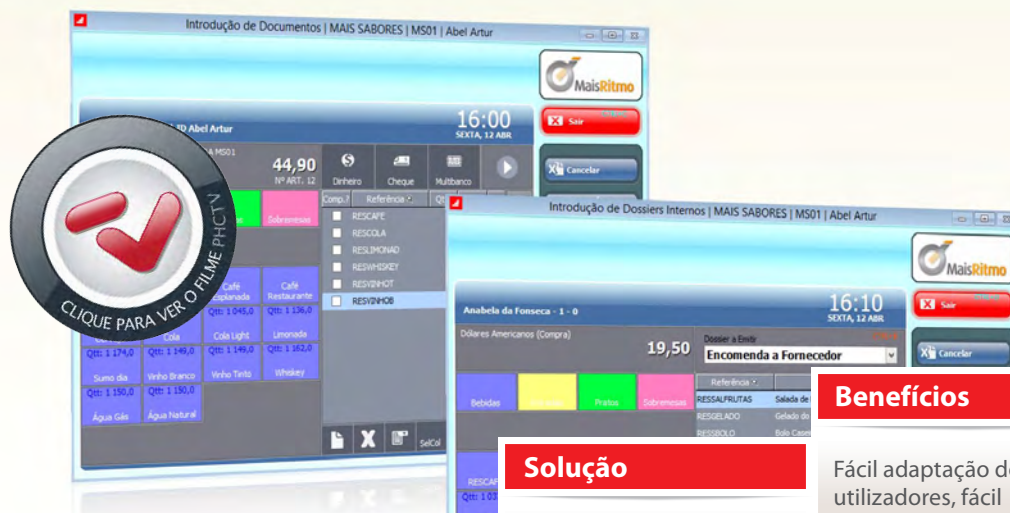 Introdução de Documentos | MAIS SABORES | MS01 | Abel Artur
MaisRitmo
Abel Artur
16:00
SEXTA, 12 ABR
Sair
MS01
44,90
Nº ART. 12
Dinheiro
Cheque
Multibanco
Cancelar
Sobremesas
Comp.?
Referência
RESCAFE
RESCOLA
RESLIMONAD
RESWHISKEY
RESVINHOT
RESVINHOB
Café
Esplanada
Café
Restaurante
Qtt: 1 045,0
Qtt: 1 136,0
Cola
Cola Light
Limonada
Qtt: 1 174,0
Qtt: 1 149,0
Qtt: 1 149,0
Qtt: 1 162,0
Sumo dia
Vinho Branco
Vinho Tinto
Whiskey
Qtt: 1 150,0
Qtt: 1 150,0
Água Gás
Água Natural
SelCol
CLIQUE PARA VER O FILME PHCTV
Introdução de Dossiers Internos | MAIS SABORES | MS01 | Abel Artur
MaisRitmo
Anabela da Fonseca - 1 - 0
16:10
SEXTA, 12 ABR
Sair
Dólares Americanos (Compra)
19,50
Dossier a Emitir
Encomenda a Fornecedor
Cancelar
Bebidas
Pratos
Sobremesas
Referência
RESSALFRUTAS
Salada de
RESGELADO
Gelado do
RESSBOLO
Bolo
Benefícios
Solução
Fácil adaptação
utilizadores, fácil